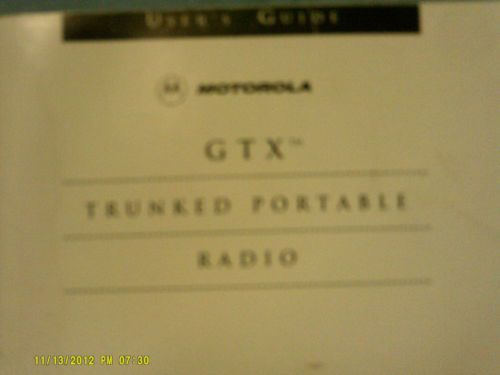 USER'S GUIDE
MOTOROLA
GTX™
TRUNKED PORTABLE
RADIO
11/13/2012 PM 07:30